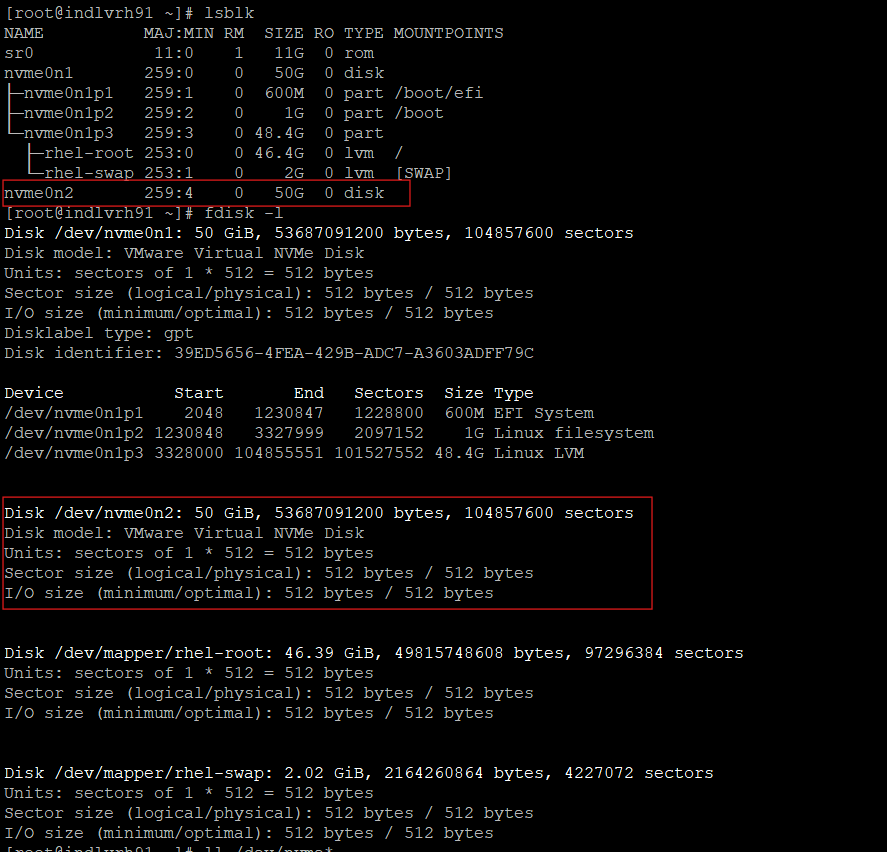 [root@indlvrh91 ~]# lsblk
NAME          MAJ:MIN RM  SIZE RO TYPE MOUNTPOINTS
sr0            11:0    1   11G  0 rom
nvme0n1       259:0    0   50G  0 disk
├─nvme0n1p1   259:1    0  600M  0 part /boot/efi
├─nvme0n1p2   259:2    0    1G  0 part /boot
└─nvme0n1p3   259:3    0 48.4G  0 part
  ├─rhel-root 253:0    0 46.4G  0 lvm  /
  └─rhel-swap 253:1    0    2G  0 lvm  [SWAP]
nvme0n2       259:4    0   50G  0 disk
[root@indlvrh91 ~]# fdisk -l
Disk /dev/nvme0n1: 50 GiB, 53687091200 bytes, 104857600 sectors
Disk model: VMware Virtual NVMe Disk
Units: sectors of 1 * 512 = 512 bytes
Sector size (logical/physical): 512 bytes / 512 bytes
I/O size (minimum/optimal): 512 bytes / 512 bytes
Disklabel type: gpt
Disk identifier: 39ED5656-4FEA-429B-ADC7-A3603ADFF79C
Device           Start       End   Sectors  Size Type
/dev/nvme0n1p1    2048   1230847   1228800  600M EFI System
/dev/nvme0n1p2 1230848   3327999   2097152    1G Linux filesystem
/dev/nvme0n1p3 3328000 104855551 101527552 48.4G Linux LVM
Disk /dev/nvme0n2: 50 GiB, 53687091200 bytes, 104857600 sectors
Disk model: VMware Virtual NVMe Disk
Units: sectors of 1 * 512 = 512 bytes
Sector size (logical/physical): 512 bytes / 512 bytes
I/O size (minimum/optimal): 512 bytes / 512 bytes
Disk /dev/mapper/rhel-root: 46.39 GiB, 49815748608 bytes, 97296384 sectors
Units: sectors of 1 * 512 = 512 bytes
Sector size (logical/physical): 512 bytes / 512 bytes
I/O size (minimum/optimal): 512 bytes / 512 bytes
Disk /dev/mapper/rhel-swap: 2.02 GiB, 2164260864 bytes, 4227072 sectors
Units: sectors of 1 * 512 = 512 bytes
Sector size (logical/physical): 512 bytes / 512 bytes
I/O size (minimum/optimal): 512 bytes / 512 bytes
[root@indlvrh91 ~]# ll /dev/nvme*